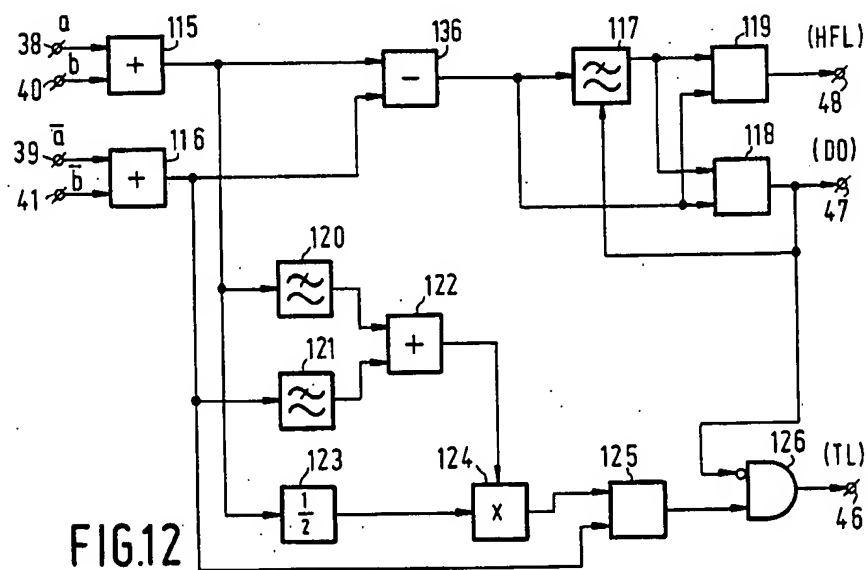 a 115 136 117 119 (HFL)
38 +
b
40 - 48
a̅ 116 118 (DO)
39 +
b̅
41 47
120
122
+
121
123 124 125 126 (TL)
1/2 x
46
FIG.12